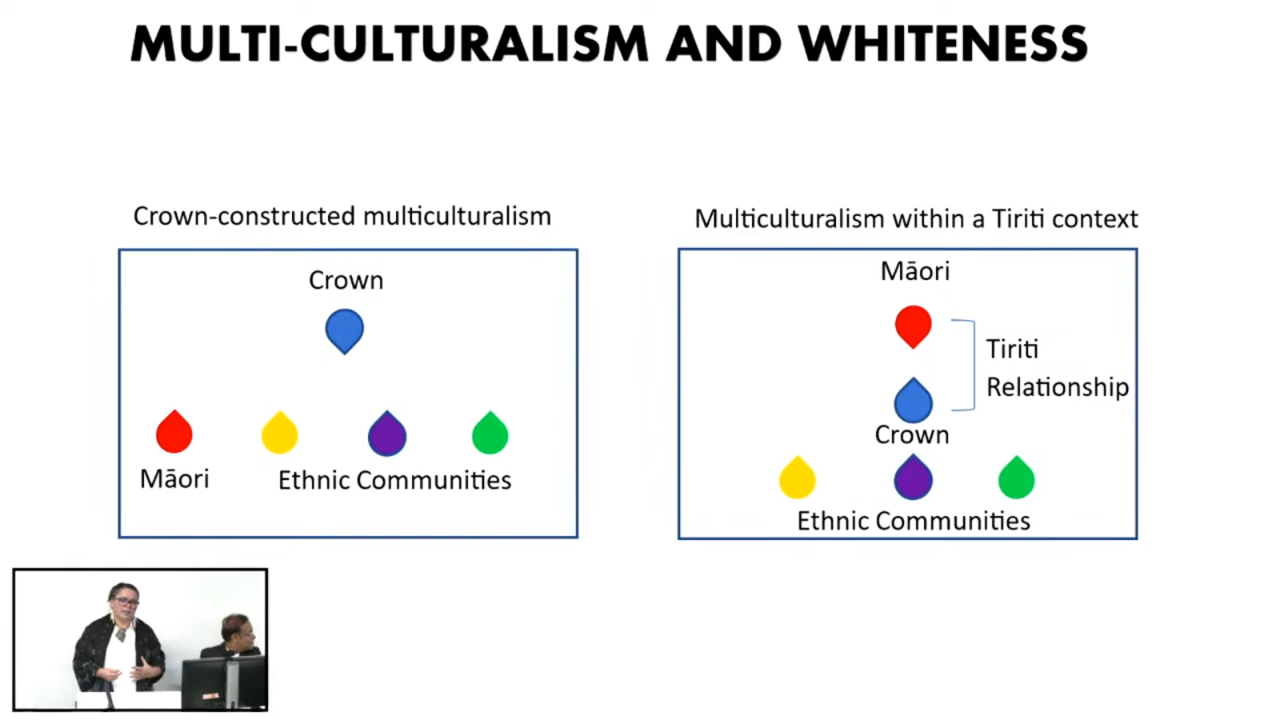 MULTI-CULTURALISM AND WHITENESS
Crown-constructed multiculturalism
Crown
Māori
Ethnic Communities
Multiculturalism within a Tiriti context
Māori
Tiriti
Relationship
Crown
Ethnic Communities